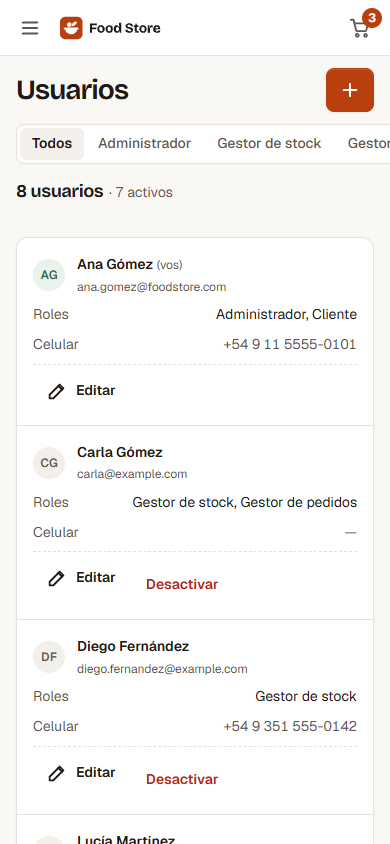 Food Store
3
Usuarios
Todos Administrador Gestor de stock Gestor
8 usuarios · 7 activos
AG Ana Gómez (vos)
ana.gomez@foodstore.com
Roles Administrador, Cliente
Celular +54 9 11 5555-0101
Editar
CG Carla Gómez
carla@example.com
Roles Gestor de stock, Gestor de pedidos
Celular —
Editar Desactivar
DF Diego Fernández
diego.fernandez@example.com
Roles Gestor de stock
Celular +54 9 351 555-0142
Editar Desactivar
Lucía Martínez